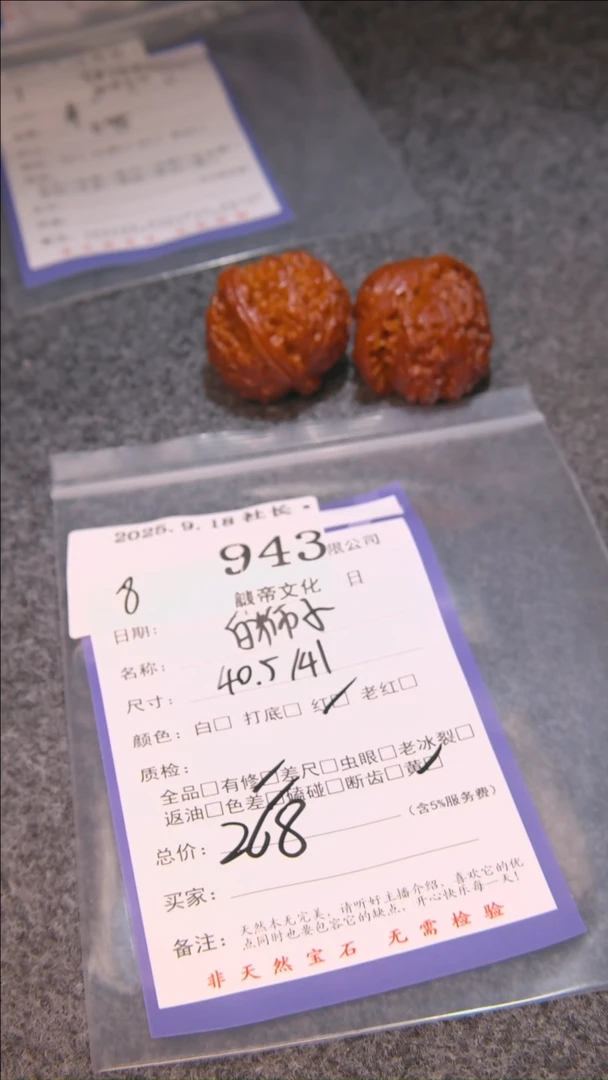 2025.9.18 社长
943
限公司
8
麒帝文化
日
日期:
名称: 白狮子
尺寸: 40.5/41
颜色: 白□ 打底□ 红□ 老红□
质检:
全品□有修□差尺□虫眼□老冰裂□
返油□色差□磕碰□断齿□黄□
总价: 268 (含5%服务费)
买家:
备注: 天然木无完美,请听好主播介绍,喜欢它的优
点同时也要包容它的缺点,开心快乐每一天!
非天然宝石 无需检验